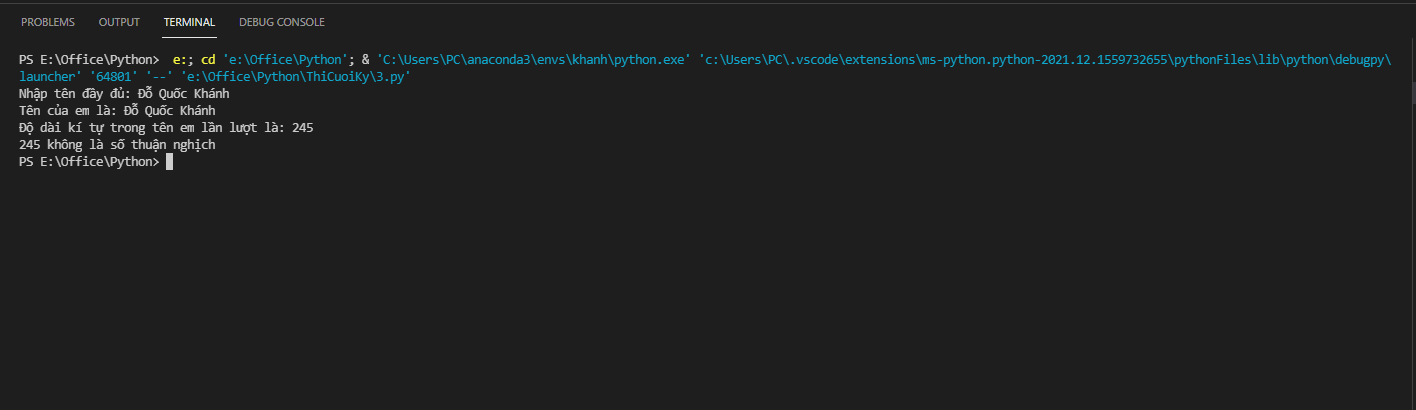 PROBLEMS OUTPUT TERMINAL DEBUG CONSOLE
PS E:\Office\Python>  e:; cd 'e:\Office\Python'; & 'C:\Users\PC\anaconda3\envs\khanh\python.exe' 'c:\Users\PC\.vscode\extensions\ms-python.python-2021.12.1559732655\pythonFiles\lib\python\debugpy\
launcher' '64801' '--' 'e:\Office\Python\ThiCuoiKy\3.py'
Nhập tên đầy đủ: Đỗ Quốc Khánh
Tên của em là: Đỗ Quốc Khánh
Độ dài kí tự trong tên em lần lượt là: 245
245 không là số thuận nghịch
PS E:\Office\Python>